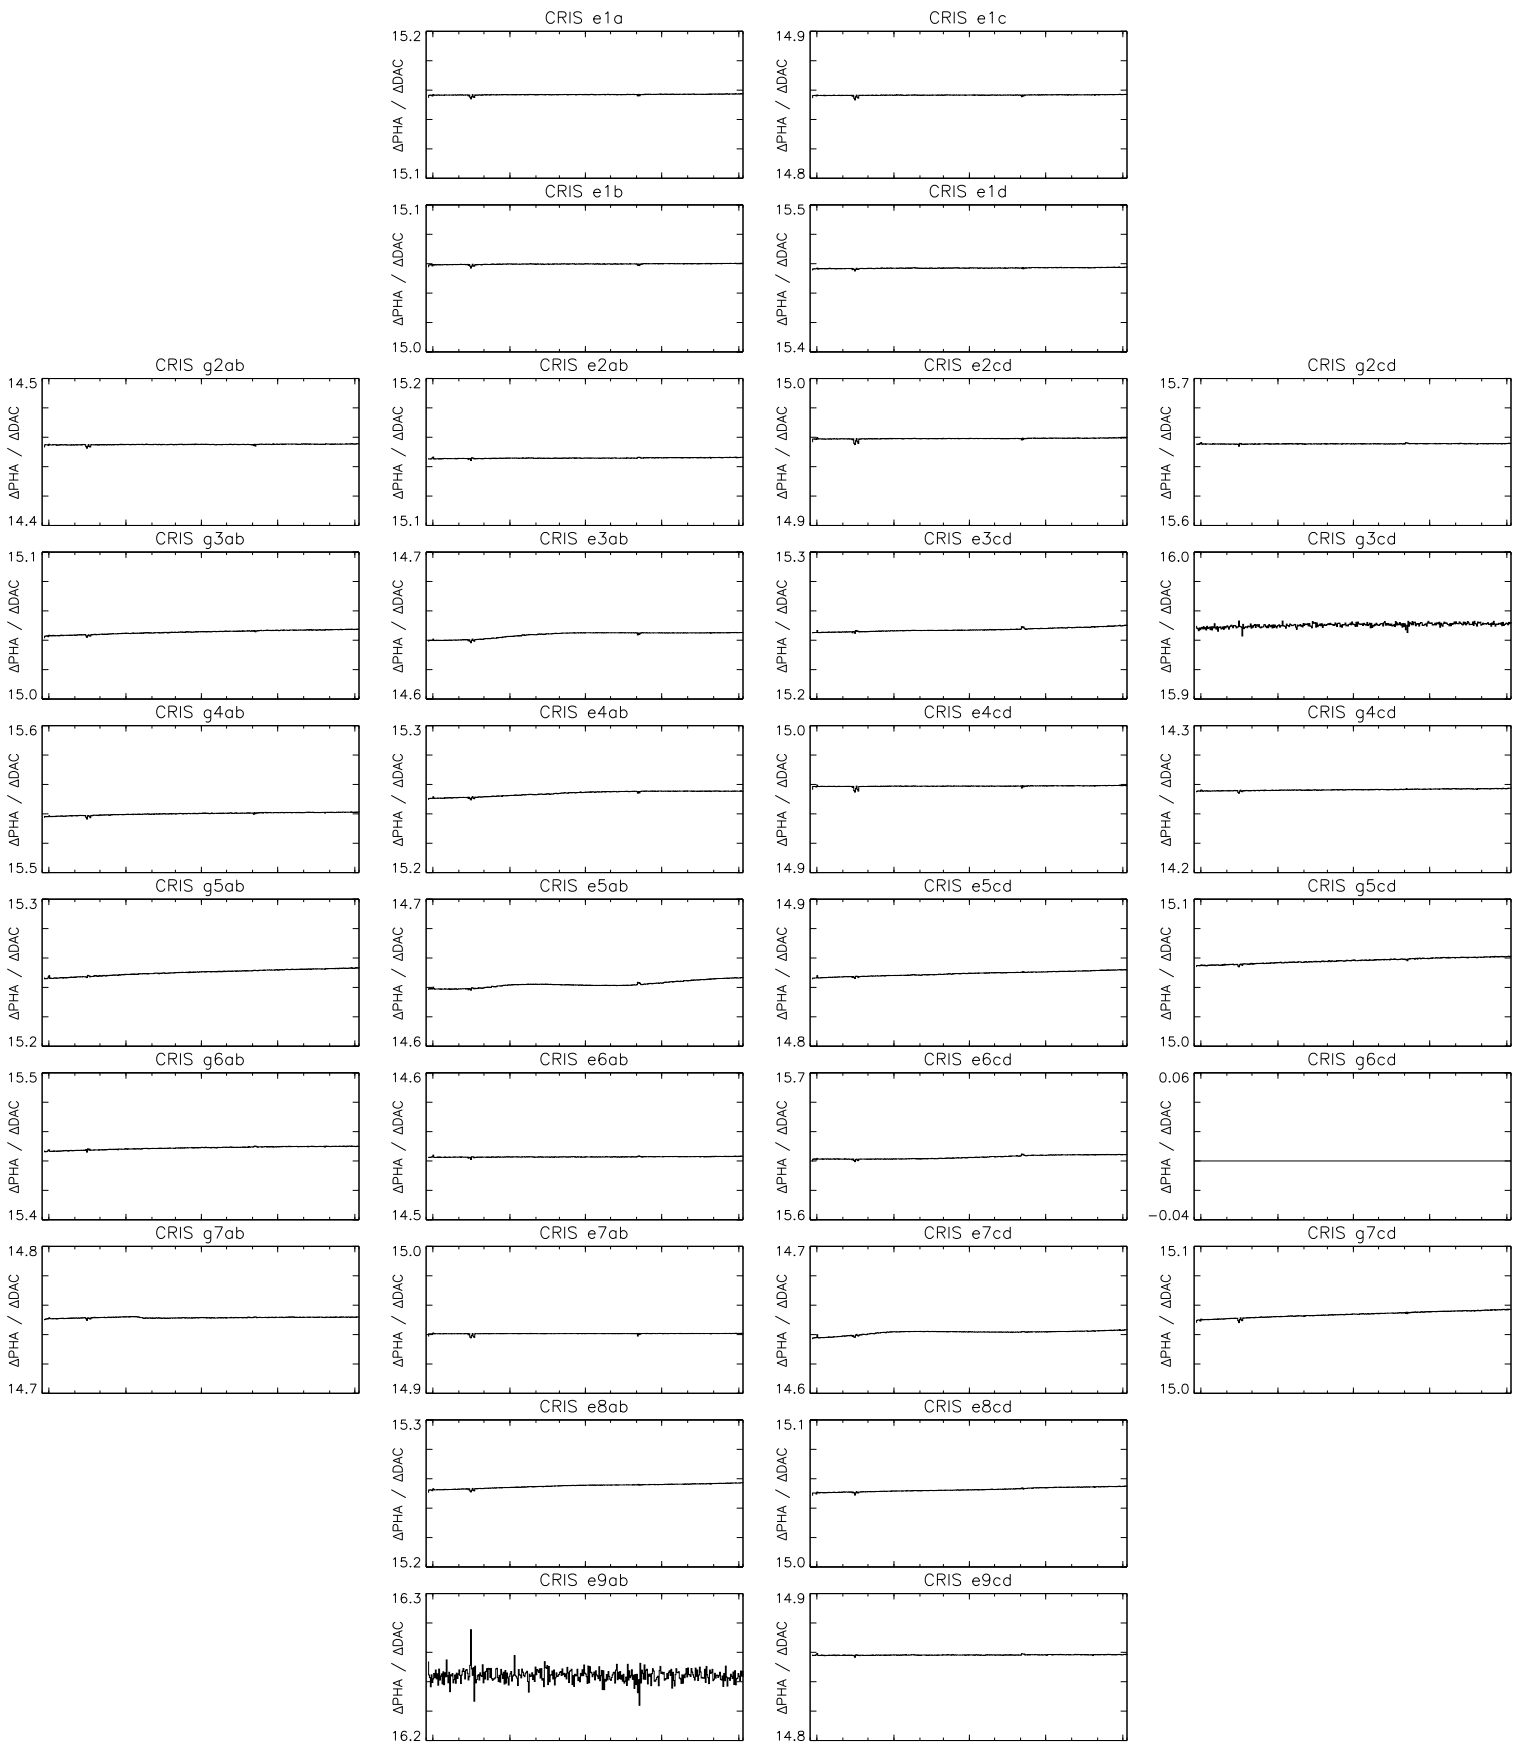 CRIS e1a
CRIS e1c
15.2
ΔPHA / ΔDAC
15.1
14.9
ΔPHA / ΔDAC
14.8
CRIS e1b
CRIS e1d
15.1
ΔPHA / ΔDAC
15.0
15.5
ΔPHA / ΔDAC
15.4
CRIS g2ab
CRIS e2ab
CRIS e2cd
CRIS g2cd
14.5
ΔPHA / ΔDAC
14.4
15.2
ΔPHA / ΔDAC
15.1
15.0
ΔPHA / ΔDAC
14.9
15.7
ΔPHA / ΔDAC
15.6
CRIS g3ab
CRIS e3ab
CRIS e3cd
CRIS g3cd
15.1
ΔPHA / ΔDAC
15.0
14.7
ΔPHA / ΔDAC
14.6
15.3
ΔPHA / ΔDAC
15.2
16.0
ΔPHA / ΔDAC
15.9
CRIS g4ab
CRIS e4ab
CRIS e4cd
CRIS g4cd
15.6
ΔPHA / ΔDAC
15.5
15.3
ΔPHA / ΔDAC
15.2
15.0
ΔPHA / ΔDAC
14.9
14.3
ΔPHA / ΔDAC
14.2
CRIS g5ab
CRIS e5ab
CRIS e5cd
CRIS g5cd
15.3
ΔPHA / ΔDAC
15.2
14.7
ΔPHA / ΔDAC
14.6
14.9
ΔPHA / ΔDAC
14.8
15.1
ΔPHA / ΔDAC
15.0
CRIS g6ab
CRIS e6ab
CRIS e6cd
CRIS g6cd
15.5
ΔPHA / ΔDAC
15.4
14.6
ΔPHA / ΔDAC
14.5
15.7
ΔPHA / ΔDAC
15.6
0.06
ΔPHA / ΔDAC
−0.04
CRIS g7ab
CRIS e7ab
CRIS e7cd
CRIS g7cd
14.8
ΔPHA / ΔDAC
14.7
15.0
ΔPHA / ΔDAC
14.9
14.7
ΔPHA / ΔDAC
14.6
15.1
ΔPHA / ΔDAC
15.0
CRIS e8ab
CRIS e8cd
15.3
ΔPHA / ΔDAC
15.2
15.1
ΔPHA / ΔDAC
15.0
CRIS e9ab
CRIS e9cd
16.3
ΔPHA / ΔDAC
16.2
14.9
ΔPHA / ΔDAC
14.8